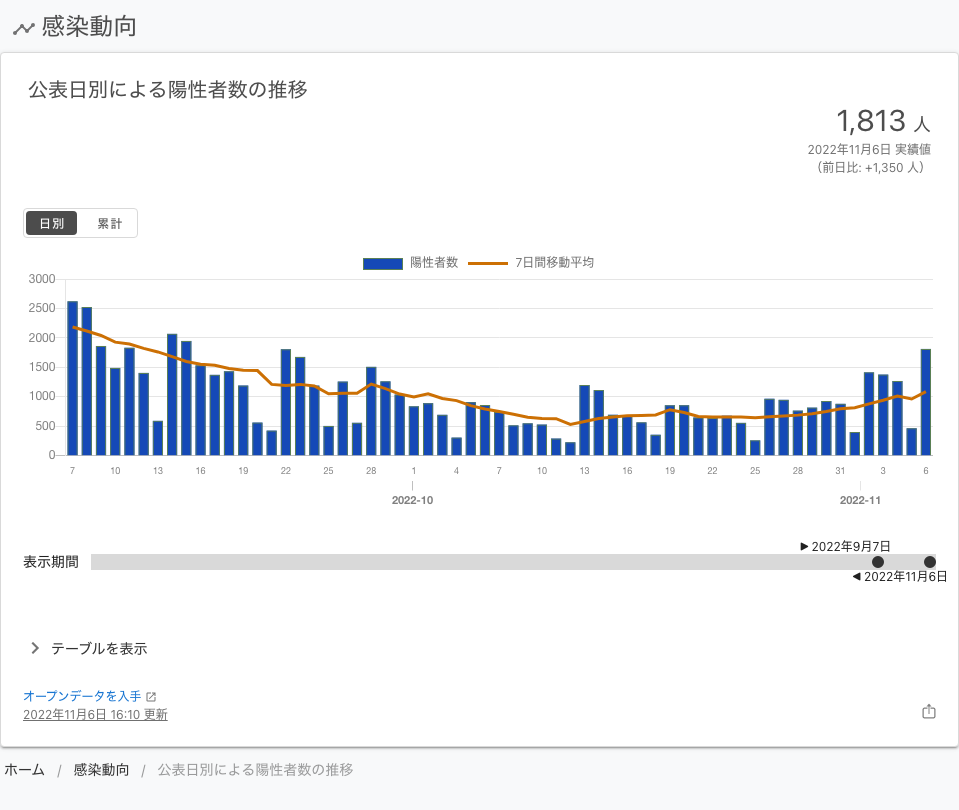 感染動向
公表日別による陽性者数の推移
1,813 人
2022年11月6日 実績値
（前日比: +1,350 人）
日別 累計
陽性者数 7日間移動平均
3000
2500
2000
1500
1000
500
0
7 10 13 16 19 22 25 28 1 4 7 10 13 16 19 22 25 28 31 3 6
2022-10 2022-11
2022年9月7日
表示期間
2022年11月6日
テーブルを表示
オープンデータを入手
2022年11月6日 16:10 更新
ホーム / 感染動向 / 公表日別による陽性者数の推移